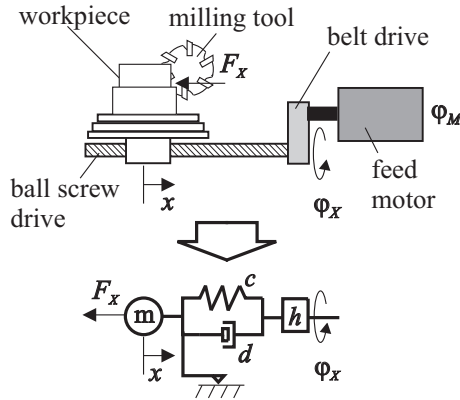 workpiece
milling tool
belt drive
F_X
φ_M
ball screw
drive
x
φ_X
feed
motor
F_X
m
c
d
h
x
φ_X